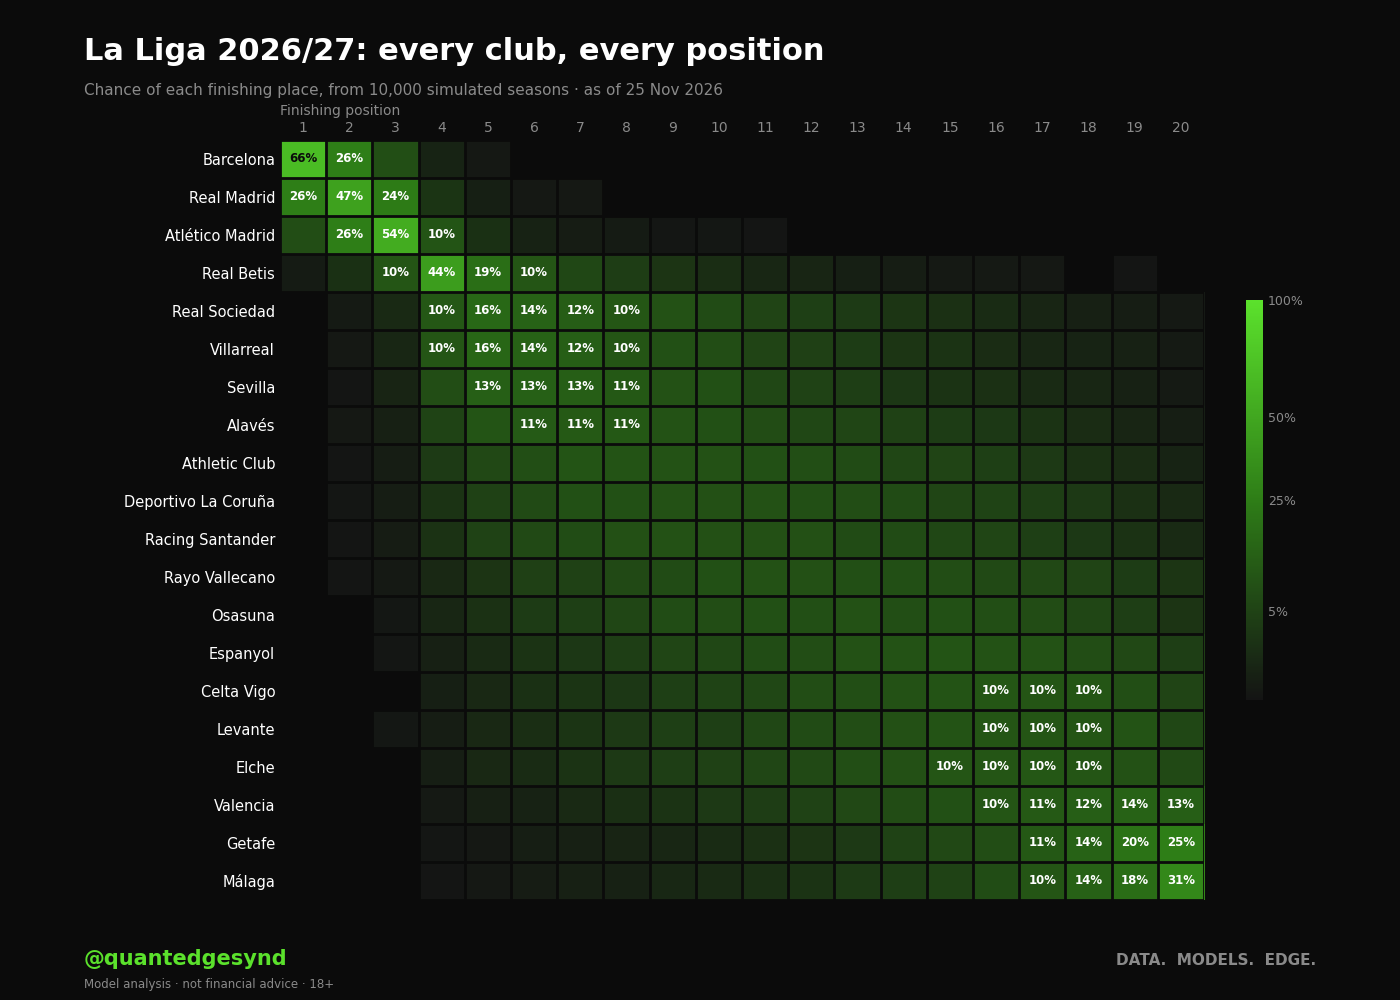 La Liga 2026/27: every club, every position
Chance of each finishing place, from 10,000 simulated seasons · as of 25 Nov 2026
Finishing position
1 2 3 4 5 6 7 8 9 10 11 12 13 14 15 16 17 18 19 20
Barcelona 66% 26%
Real Madrid 26% 47% 24%
Atlético Madrid 26% 54% 10%
Real Betis 10% 44% 19% 10%
Real Sociedad 10% 16% 14% 12% 10%
100%
Villarreal 10% 16% 14% 12% 10%
Sevilla 13% 13% 13% 11%
Alavés 11% 11% 11%
50%
Athletic Club
Deportivo La Coruña
25%
Racing Santander
Rayo Vallecano
Osasuna
5%
Espanyol
Celta Vigo 10% 10% 10%
Levante 10% 10% 10%
Elche 10% 10% 10% 10%
Valencia 10% 11% 12% 14% 13%
Getafe 11% 14% 20% 25%
Málaga 10% 14% 18% 31%
@quantedgesynd
DATA. MODELS. EDGE.
Model analysis · not financial advice · 18+